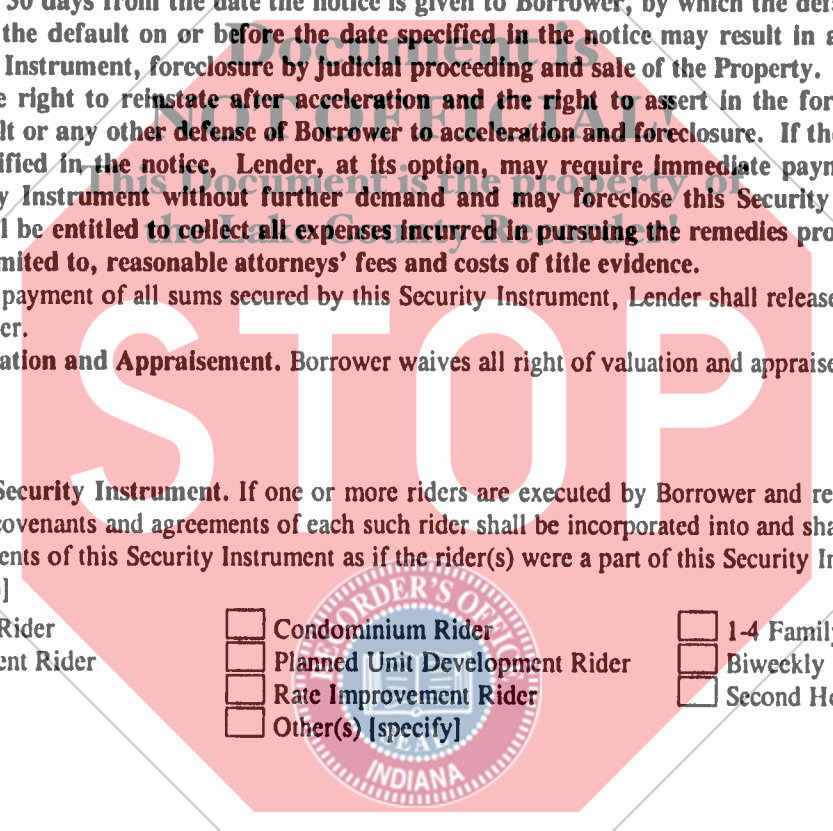 30 days from the date the notice is given to Borrower, by which the
the default on or before the date specified in the notice may result in
Instrument, foreclosure by judicial proceeding and sale of the Property.
right to reinstate after acceleration and the right to assert in the
lt or any other defense of Borrower to acceleration and foreclosure. If
ified in the notice, Lender, at its option, may require immediate paym
y Instrument without further demand and may foreclose this Security
l be entitled to collect all expenses incurred in pursuing the remedies pro
mited to, reasonable attorneys' fees and costs of title evidence.
payment of all sums secured by this Security Instrument, Lender shall release
er.
ation and Appraisement. Borrower waives all right of valuation and appraise
Security Instrument. If one or more riders are executed by Borrower and re
covenants and agreements of each such rider shall be incorporated into and sha
ents of this Security Instrument as if the rider(s) were a part of this Security In
]
Rider
Condominium Rider
1-4 Family
ent Rider
Planned Unit Development Rider
Biweekly
Rate Improvement Rider
Second Ho
Other(s) [specify]
Document is
NOT OFFICIAL!
This Document is the property of
the Lake County Recorder!
STOP
RECORDER'S OFFICE
SEAL
INDIANA